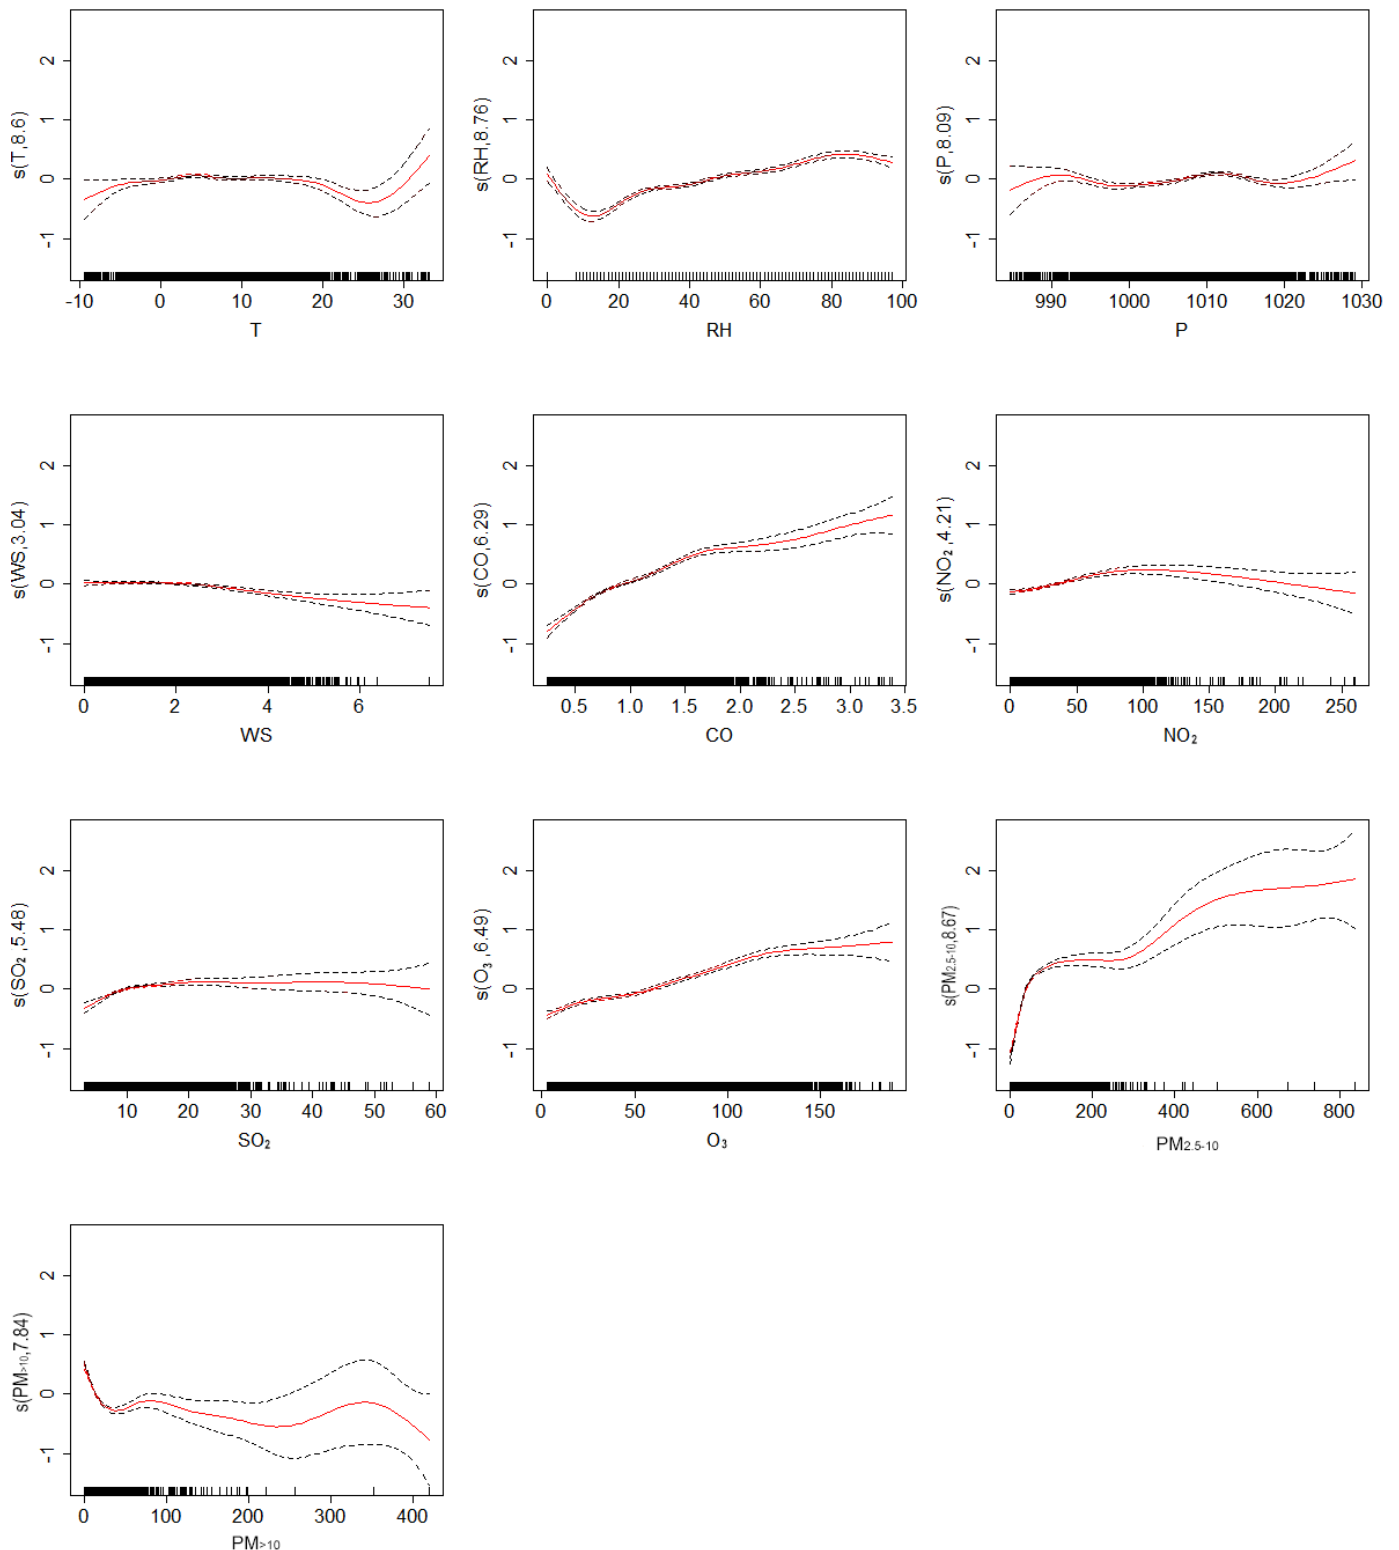 s(T,8.6)
2
1
0
-1
-10 0 10 20 30
T
s(RH,8.76)
2
1
0
-1
0 20 40 60 80 100
RH
s(P,8.09)
2
1
0
-1
990 1000 1010 1020 1030
P
s(WS,3.04)
2
1
0
-1
0 2 4 6
WS
s(CO,6.29)
2
1
0
-1
0.5 1.0 1.5 2.0 2.5 3.0 3.5
CO
s(NO₂,4.21)
2
1
0
-1
0 50 100 150 200 250
NO₂
s(SO₂,5.48)
2
1
0
-1
10 20 30 40 50 60
SO₂
s(O₃,6.49)
2
1
0
-1
0 50 100 150
O₃
s(PM₂.₅₋₁₀,8.67)
2
1
0
-1
0 200 400 600 800
PM₂.₅₋₁₀
s(PM>₁₀,7.84)
2
1
0
-1
0 100 200 300 400
PM>₁₀